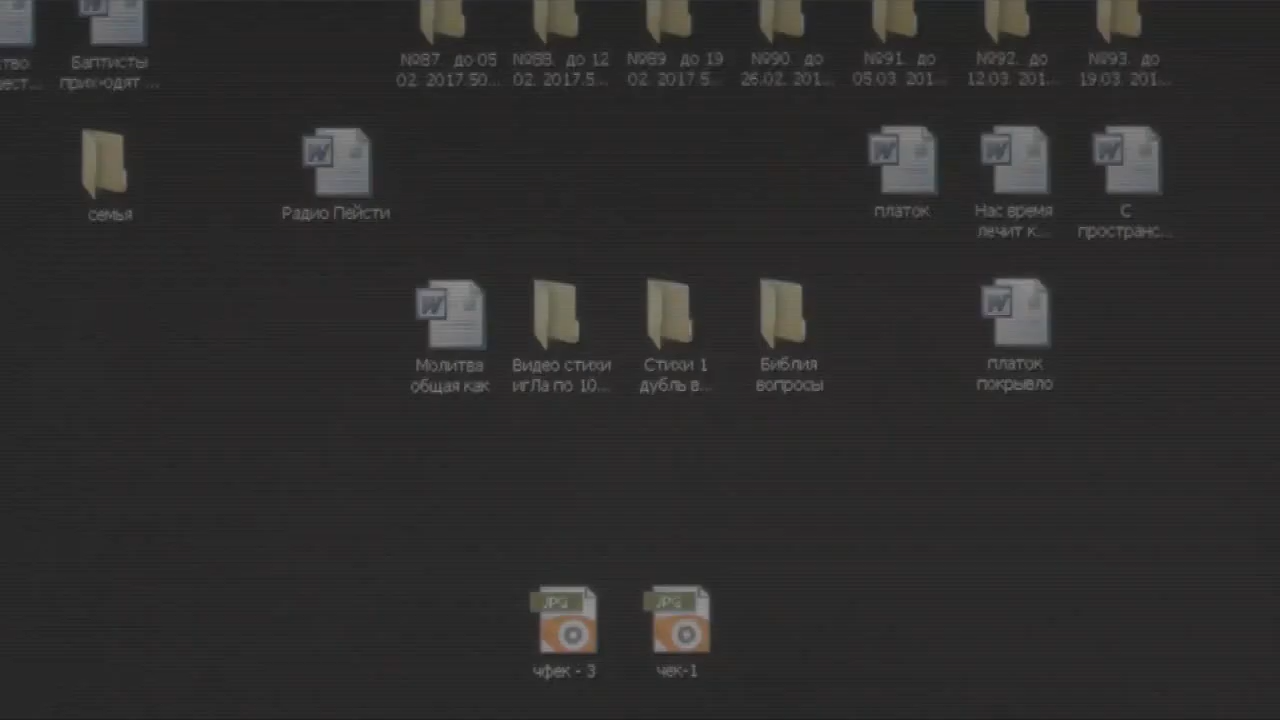 тво
ест...
Баптисты
приходят ...
№87. до 05
02. 2017.50...
№88. до 12
02. 2017.5...
№89 до 19
02. 2017 5...
№90. до
26.02. 201...
№91. до
05.03. 201...
№92. до
12.03. 201...
№93. до
19.03. 201...
семья
Радио Пейсти
платок
Нас время
лечит к...
С
пространс...
Молитва
общая как
Видео стихи
игЛа по 10...
Стихи 1
дубль в...
Библия
вопросы
платок
покрывло
JPG
чфек - 3
JPG
чек-1